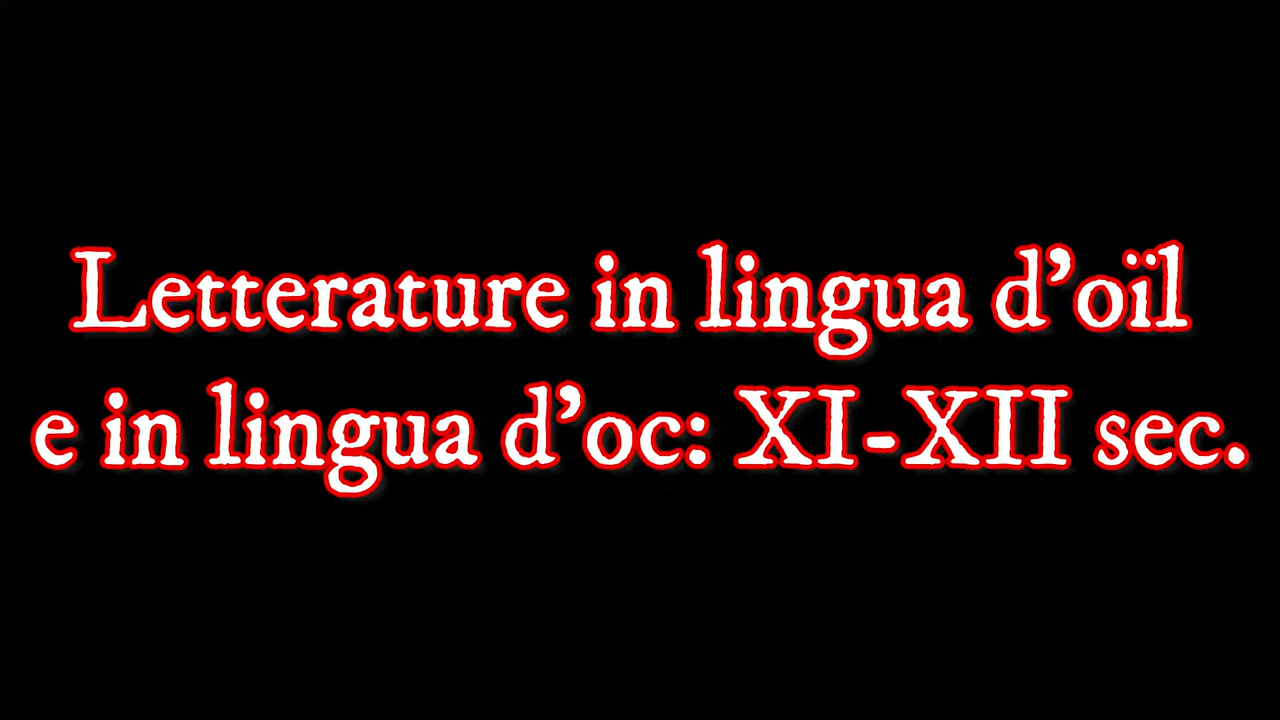 Letterature in lingua d’oïl
e in lingua d’oc: XI-XII sec.